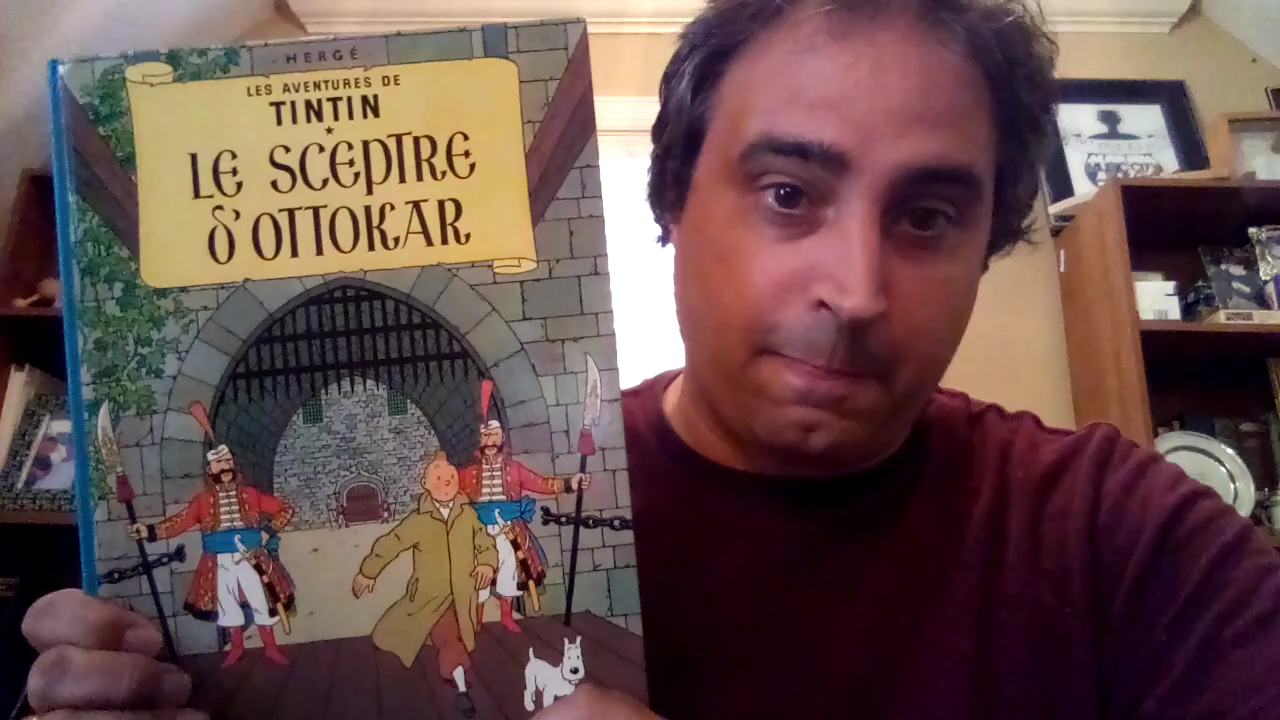 HERGÉ
LES AVENTURES DE
TINTIN
LE SCEPTRE
D'OTTOKAR